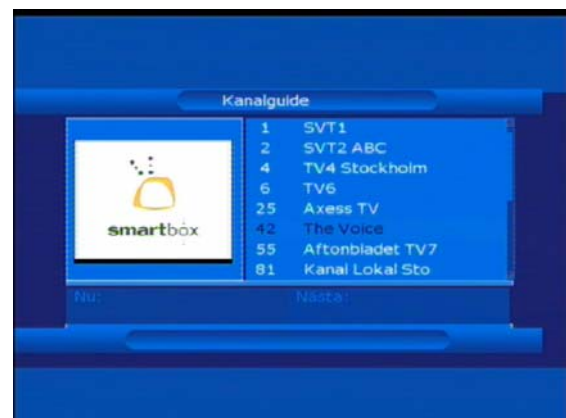 Kanalguide
1 SVT1
2 SVT2 ABC
4 TV4 Stockholm
6 TV6
25 Axess TV
42 The Voice
55 Aftonbladet TV7
81 Kanal Lokal Sto
smartbox
Nu: Nästa: